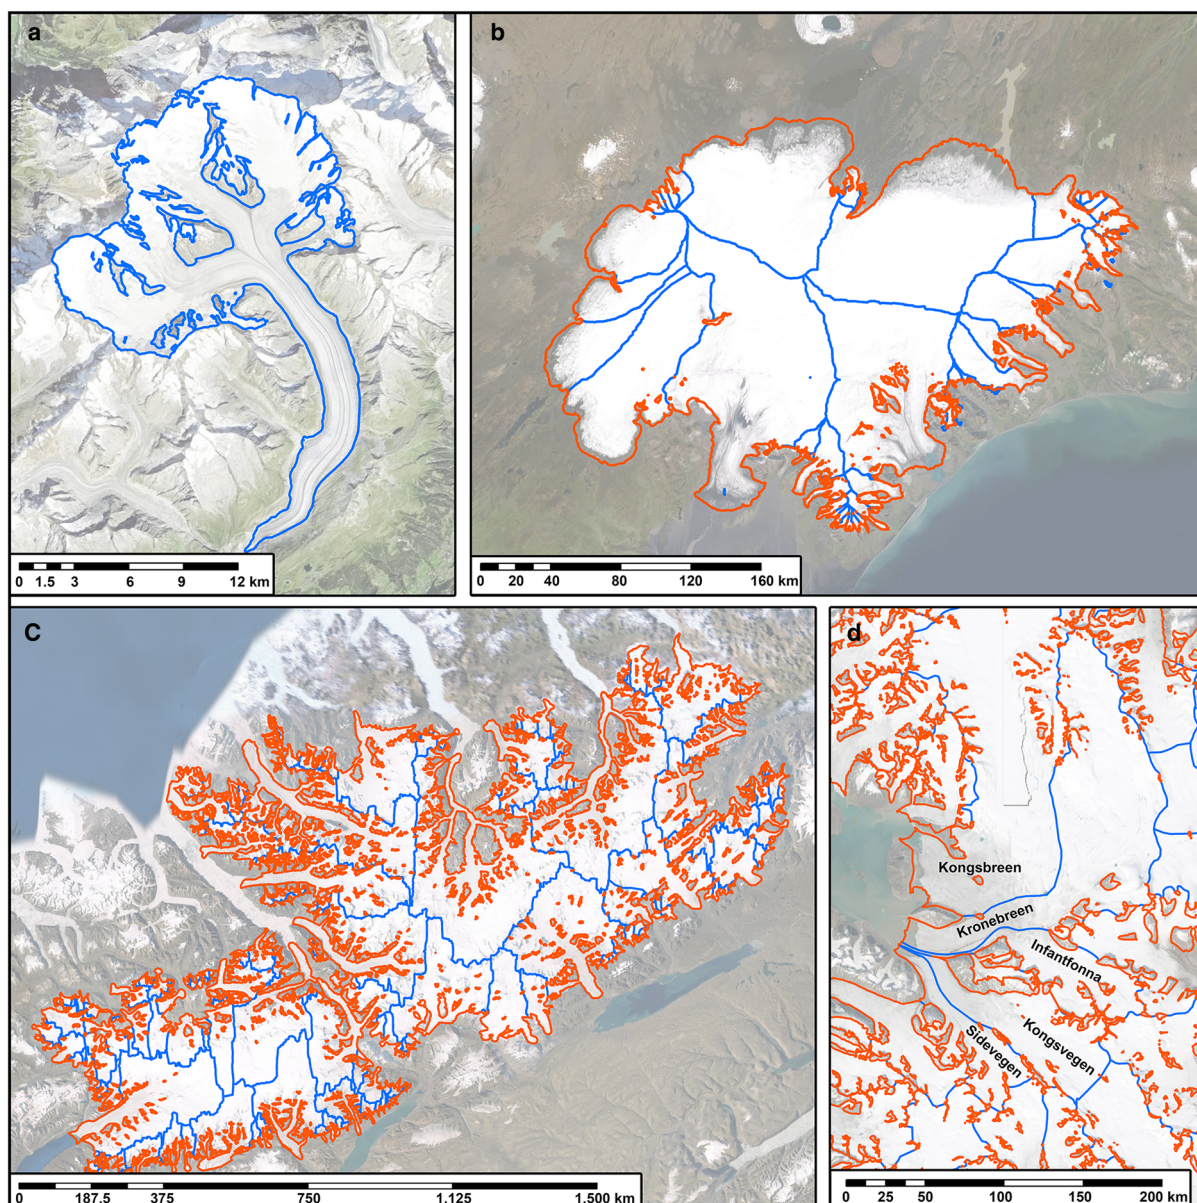 a
b
0 1.5 3 6 9 12 km
0 20 40 80 120 160 km
C
d
Kongsbreen
Kronebreen
Infantfonna
Kongsvegen
Sidevegen
0 187.5 375 750 1.125 1.500 km
0 25 50 100 150 200 km